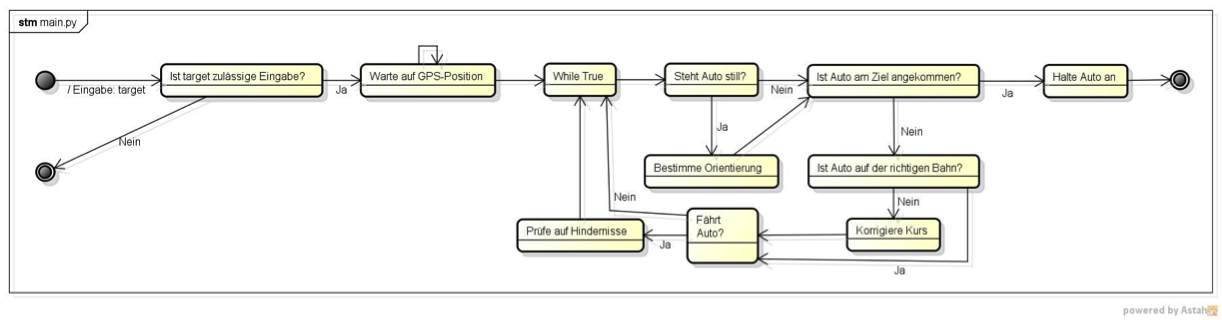 stm main.py
Ist target zulässige Eingabe?
Warte auf GPS-Position
While True
Steht Auto still?
Ist Auto am Ziel angekommen?
Halte Auto an
/ Eingabe: target
Ja
Nein
Ja
Nein
Ja
Nein
Bestimme Orientierung
Ist Auto auf der richtigen Bahn?
Nein
Nein
Fährt
Auto?
Prüfe auf Hindernisse
Korrigiere Kurs
Ja
Ja
powered by Astah